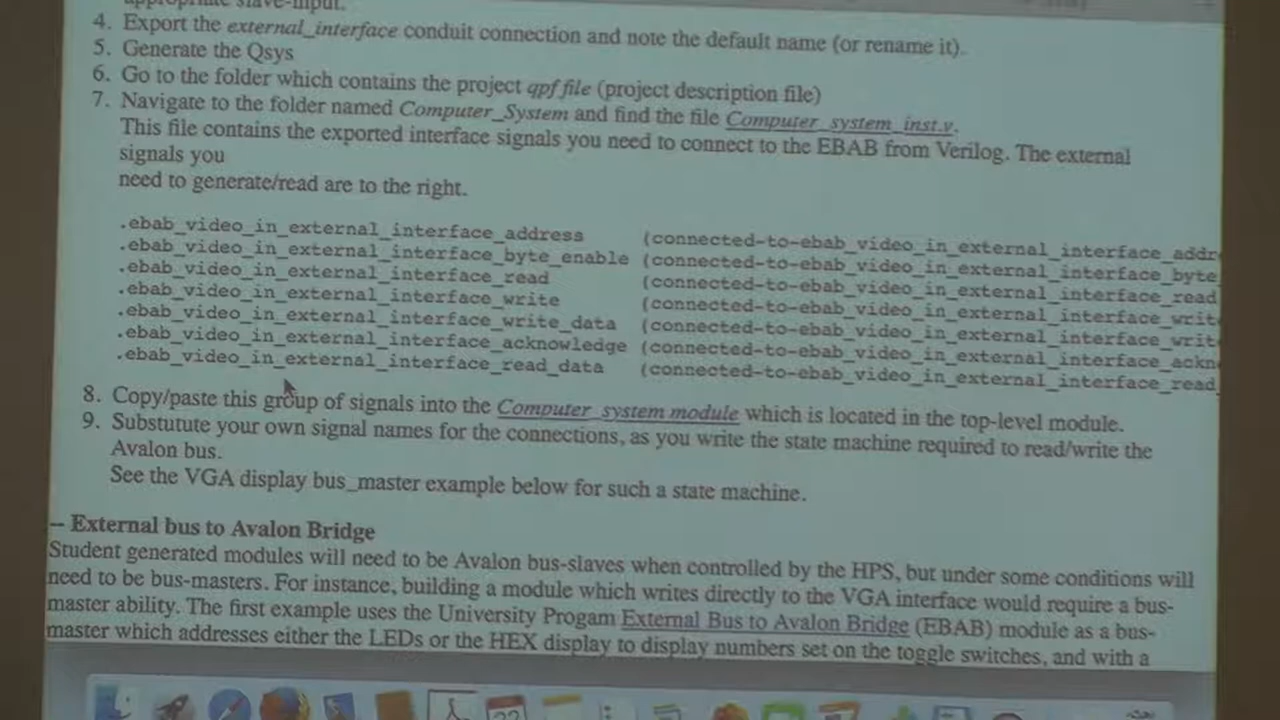 appropriate slave-input.
4. Export the external_interface conduit connection and note the default name (or rename it).
5. Generate the Qsys
6. Go to the folder which contains the project qpf file (project description file)
7. Navigate to the folder named Computer_System and find the file Computer_system_inst.v.
This file contains the exported interface signals you need to connect to the EBAB from Verilog. The external
signals you
need to generate/read are to the right.
.ebab_video_in_external_interface_address (connected-to-ebab_video_in_external_interface_addr
.ebab_video_in_external_interface_byte_enable (connected-to-ebab_video_in_external_interface_byte
.ebab_video_in_external_interface_read (connected-to-ebab_video_in_external_interface_read
.ebab_video_in_external_interface_write (connected-to-ebab_video_in_external_interface_writ
.ebab_video_in_external_interface_write_data (connected-to-ebab_video_in_external_interface_writ
.ebab_video_in_external_interface_acknowledge (connected-to-ebab_video_in_external_interface_ackn
.ebab_video_in_external_interface_read_data (connected-to-ebab_video_in_external_interface_read_
8. Copy/paste this group of signals into the Computer_system module which is located in the top-level module.
9. Substutute your own signal names for the connections, as you write the state machine required to read/write the
Avalon bus.
See the VGA display bus_master example below for such a state machine.
-- External bus to Avalon Bridge
Student generated modules will need to be Avalon bus-slaves when controlled by the HPS, but under some conditions will
need to be bus-masters. For instance, building a module which writes directly to the VGA interface would require a bus-
master ability. The first example uses the University Progam External Bus to Avalon Bridge (EBAB) module as a bus-
master which addresses either the LEDs or the HEX display to display numbers set on the toggle switches, and with a